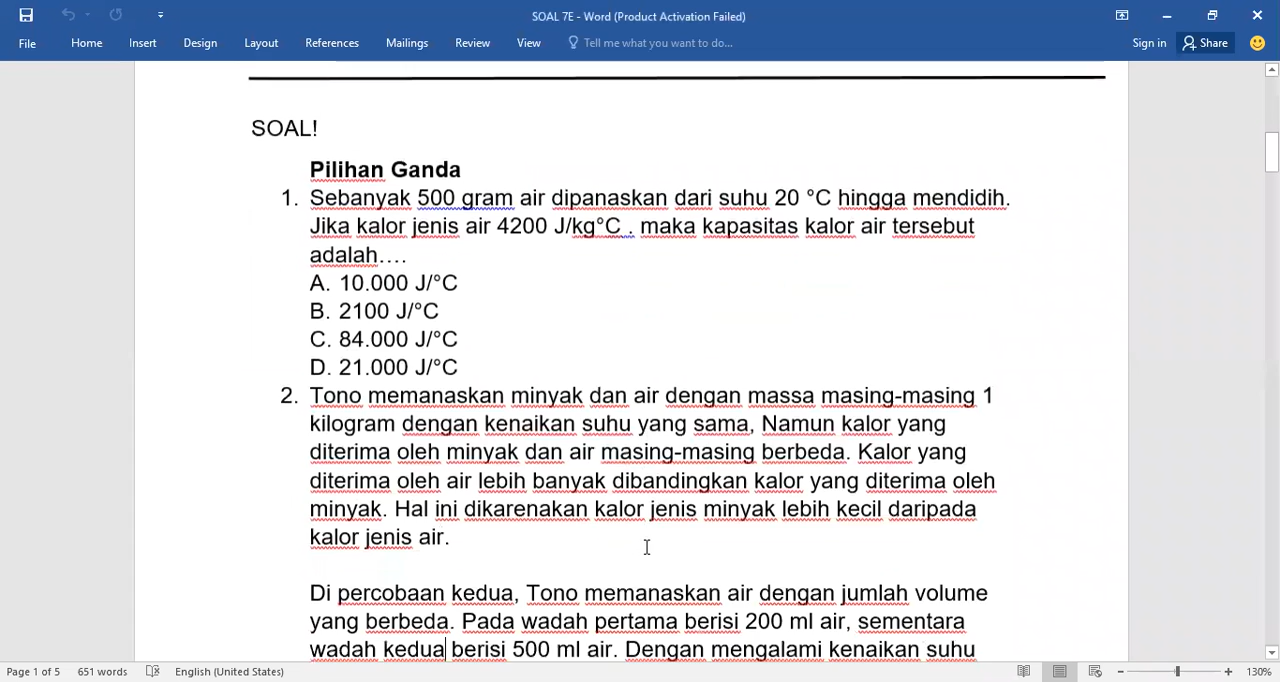 SOAL 7E - Word (Product Activation Failed)
File Home Insert Design Layout References Mailings Review View Tell me what you want to do... Sign in Share
SOAL!
Pilihan Ganda
1. Sebanyak 500 gram air dipanaskan dari suhu 20 °C hingga mendidih.
Jika kalor jenis air 4200 J/kg°C . maka kapasitas kalor air tersebut
adalah….
A. 10.000 J/°C
B. 2100 J/°C
C. 84.000 J/°C
D. 21.000 J/°C
2. Tono memanaskan minyak dan air dengan massa masing-masing 1
kilogram dengan kenaikan suhu yang sama, Namun kalor yang
diterima oleh minyak dan air masing-masing berbeda. Kalor yang
diterima oleh air lebih banyak dibandingkan kalor yang diterima oleh
minyak. Hal ini dikarenakan kalor jenis minyak lebih kecil daripada
kalor jenis air.
Di percobaan kedua, Tono memanaskan air dengan jumlah volume
yang berbeda. Pada wadah pertama berisi 200 ml air, sementara
wadah kedua berisi 500 ml air. Dengan mengalami kenaikan suhu
Page 1 of 5 651 words English (United States) 130%